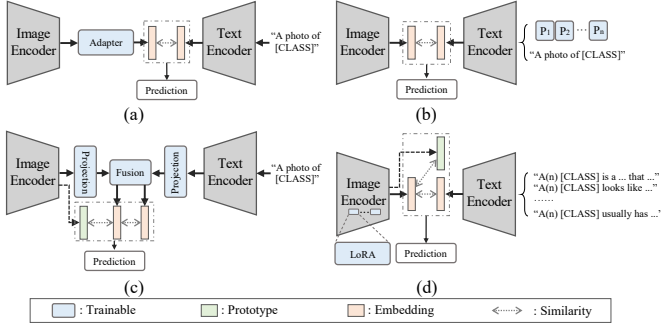 Image
Encoder
Adapter
Text
Encoder
"A photo of
[CLASS]"
Prediction
(a)
Image
Encoder
Text
Encoder
P1 P2 ... Pn
"A photo of [CLASS]"
Prediction
(b)
Image
Encoder
Projection
Fusion
Projection
Text
Encoder
"A photo of
[CLASS]"
Prediction
(c)
Image
Encoder
LoRA
Text
Encoder
"A(n) [CLASS] is a ... that ..."
"A(n) [CLASS] looks like ..."
......
"A(n) [CLASS] usually has ..."
Prediction
(d)
: Trainable : Prototype : Embedding : Similarity